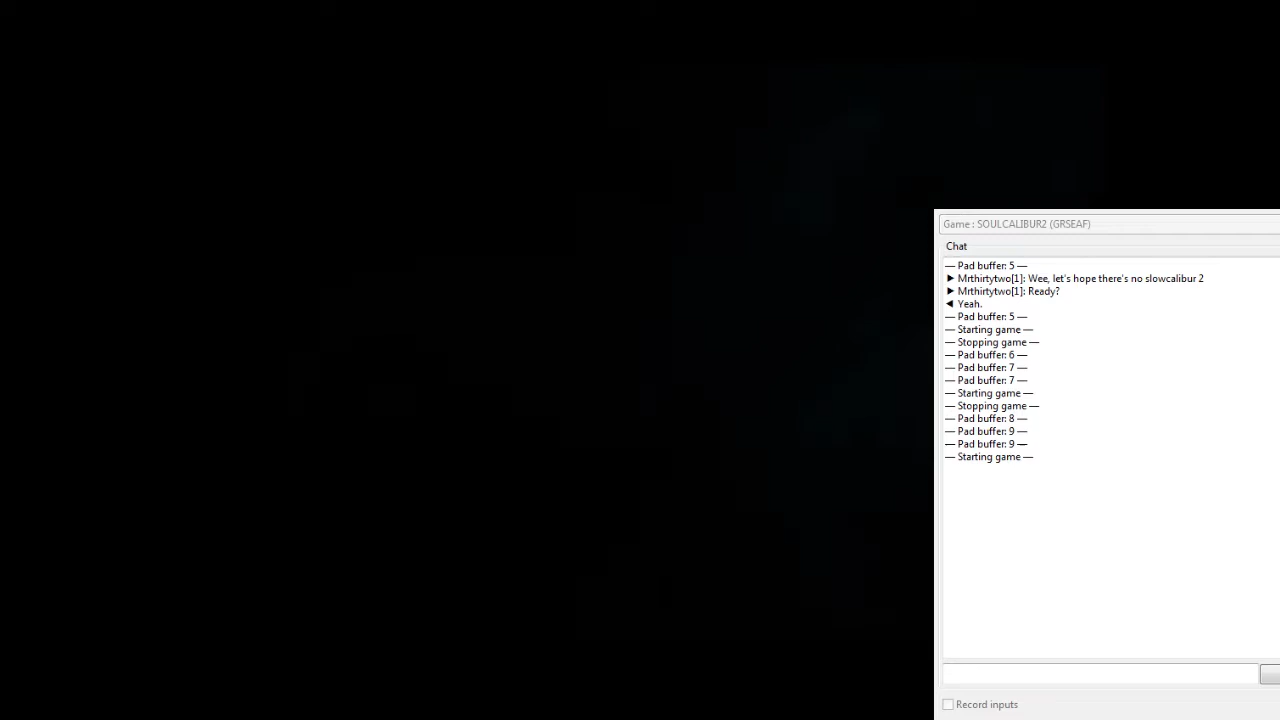 Game : SOULCALIBUR2 (GRSEAF)
Chat
— Pad buffer: 5 —
► Mrthirtytwo[1]: Wee, let's hope there's no slowcalibur 2
► Mrthirtytwo[1]: Ready?
◄ Yeah.
— Pad buffer: 5 —
— Starting game —
— Stopping game —
— Pad buffer: 6 —
— Pad buffer: 7 —
— Pad buffer: 7 —
— Starting game —
— Stopping game —
— Pad buffer: 8 —
— Pad buffer: 9 —
— Pad buffer: 9 —
— Starting game —
Record inputs